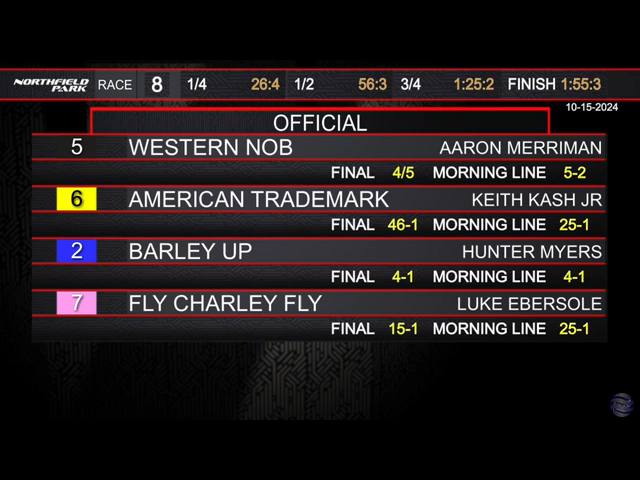 NORTHFIELD PARK RACE 8 1/4 26:4 1/2 56:3 3/4 1:25:2 FINISH 1:55:3
10-15-2024
OFFICIAL
5 WESTERN NOB AARON MERRIMAN
FINAL 4/5 MORNING LINE 5-2
6 AMERICAN TRADEMARK KEITH KASH JR
FINAL 46-1 MORNING LINE 25-1
2 BARLEY UP HUNTER MYERS
FINAL 4-1 MORNING LINE 4-1
7 FLY CHARLEY FLY LUKE EBERSOLE
FINAL 15-1 MORNING LINE 25-1